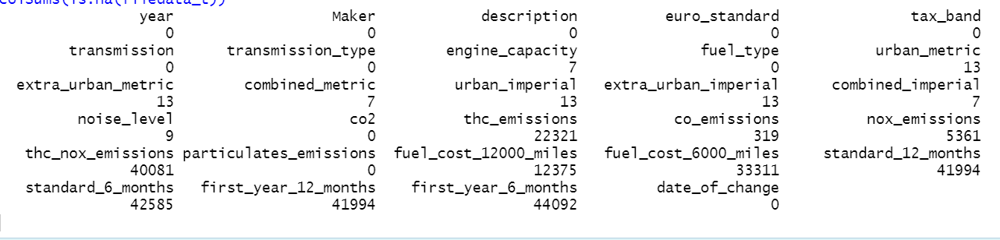 colSums(is.na(filedata_t))
year Maker description euro_standard tax_band
0 0 0 0 0
transmission transmission_type engine_capacity fuel_type urban_metric
0 0 7 0 13
extra_urban_metric combined_metric urban_imperial extra_urban_imperial combined_imperial
13 7 13 13 7
noise_level co2 thc_emissions co_emissions nox_emissions
9 0 22321 319 5361
thc_nox_emissions particulates_emissions fuel_cost_12000_miles fuel_cost_6000_miles standard_12_months
40081 0 12375 33311 41994
standard_6_months first_year_12_months first_year_6_months date_of_change
42585 41994 44092 0